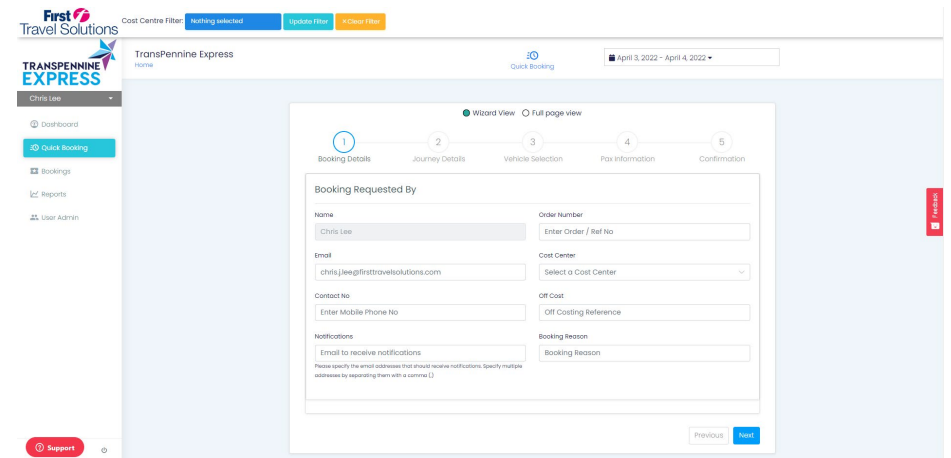 First
Travel Solutions
Cost Centre Filter: Nothing selected Update Filter ×Clear Filter
TRANSPENNINE
EXPRESS
TransPennine Express
Home
Quick Booking
April 3, 2022 - April 4, 2022
Chris Lee
Dashboard
Quick Booking
Bookings
Reports
User Admin
Wizard View Full page view
1 2 3 4 5
Booking Details Journey Details Vehicle Selection Pax Information Confirmation
Booking Requested By
Name Order Number
Chris Lee Enter Order / Ref No
Email Cost Center
chris.j.lee@firsttravelsolutions.com Select a Cost Center
Contact No Off Cost
Enter Mobile Phone No Off Costing Reference
Notifications Booking Reason
Email to receive notifications Booking Reason
Please specify the email addresses that should receive notifications. Specify multiple
addresses by separating them with a comma (,)
Previous Next
Feedback
Support